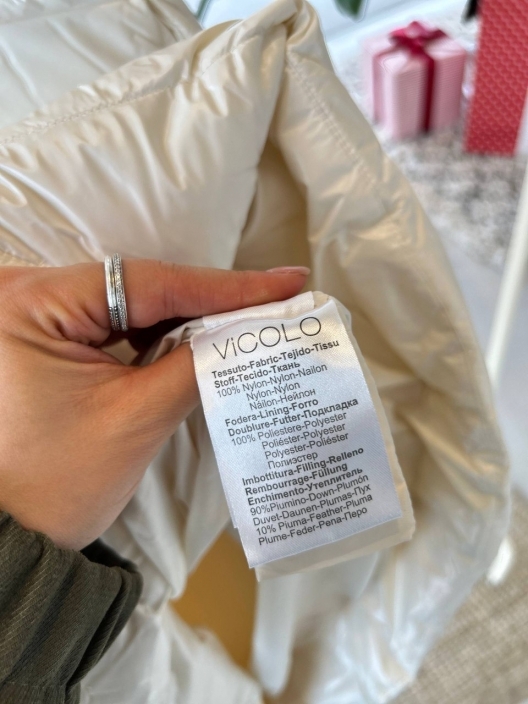 ViCOLO
Tessuto-Fabric-Tejido-Tissu
Stoff-Tecido-Ткань
100% Nylon-Nylon-Nailon
Nylon-Nylon
Náilon-Нейлон
Fodera-Lining-Forro
Doublure-Futter-Подкладка
100% Poliestere-Polyester
Poliéster-Polyester
Polyester-Poliéster
Полиэстер
Imbottitura-Filling-Relleno
Rembourrage-Füllung
Enchimento-Утеплитель
90%Piumino-Down-Plumón
Duvet-Daunen-Plumas-Пух
10% Piuma-Feather-Pluma
Plume-Feder-Pena-Перо